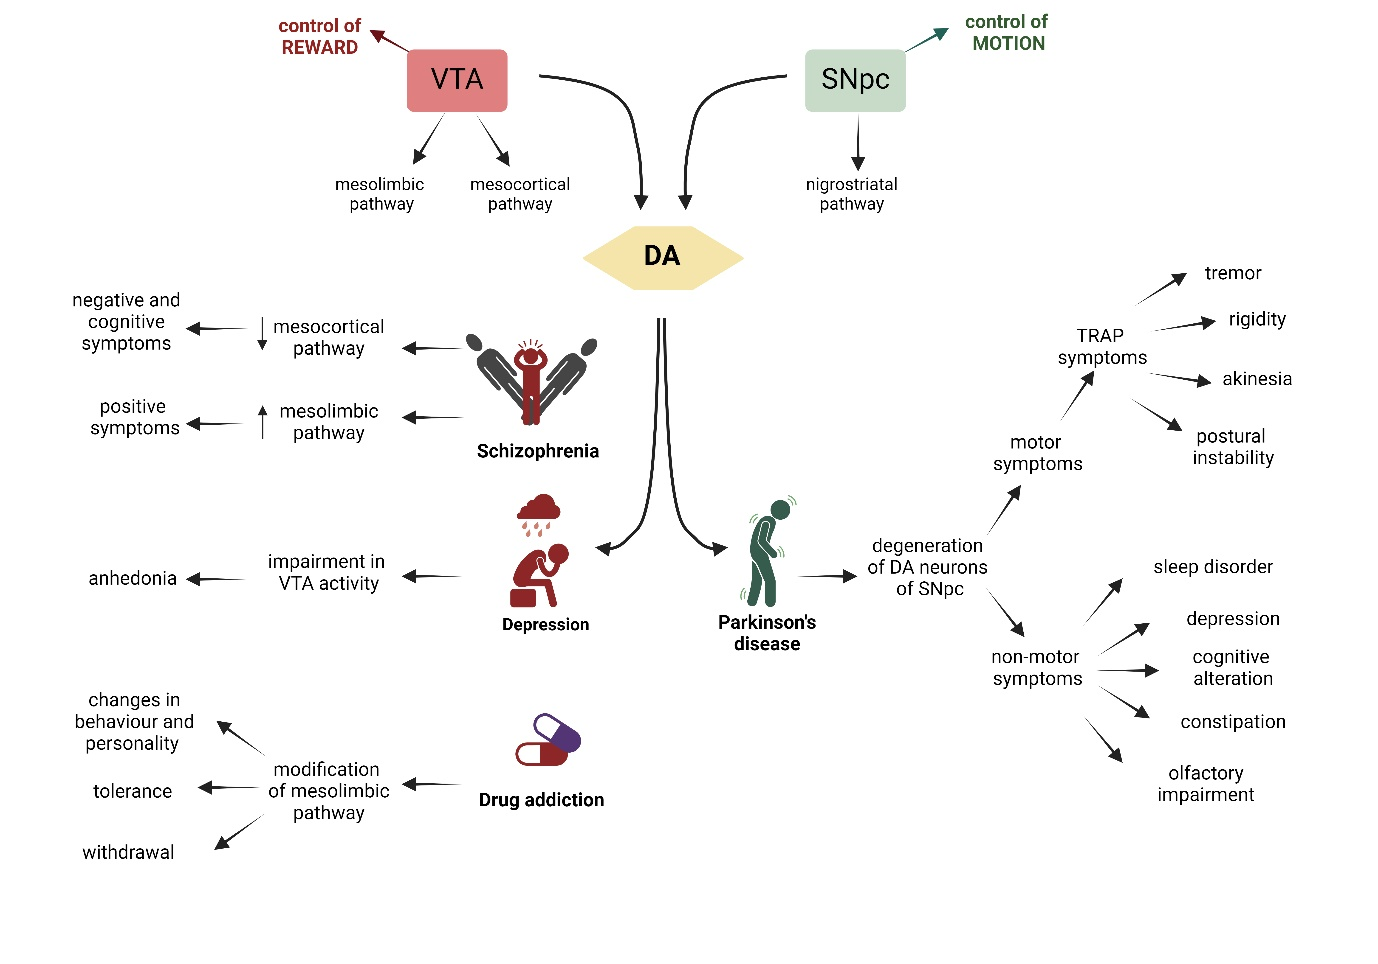 control of
REWARD
VTA
SNpc
control of
MOTION
mesolimbic
pathway
mesocortical
pathway
nigrostriatal
pathway
DA
negative and
cognitive
symptoms
mesocortical
pathway
positive
symptoms
mesolimbic
pathway
Schizophrenia
anhedonia
impairment in
VTA activity
Depression
changes in
behaviour and
personality
tolerance
withdrawal
modification
of mesolimbic
pathway
Drug addiction
Parkinson's
disease
degeneration
of DA neurons
of SNpc
motor
symptoms
TRAP
symptoms
tremor
rigidity
akinesia
postural
instability
non-motor
symptoms
sleep disorder
depression
cognitive
alteration
constipation
olfactory
impairment